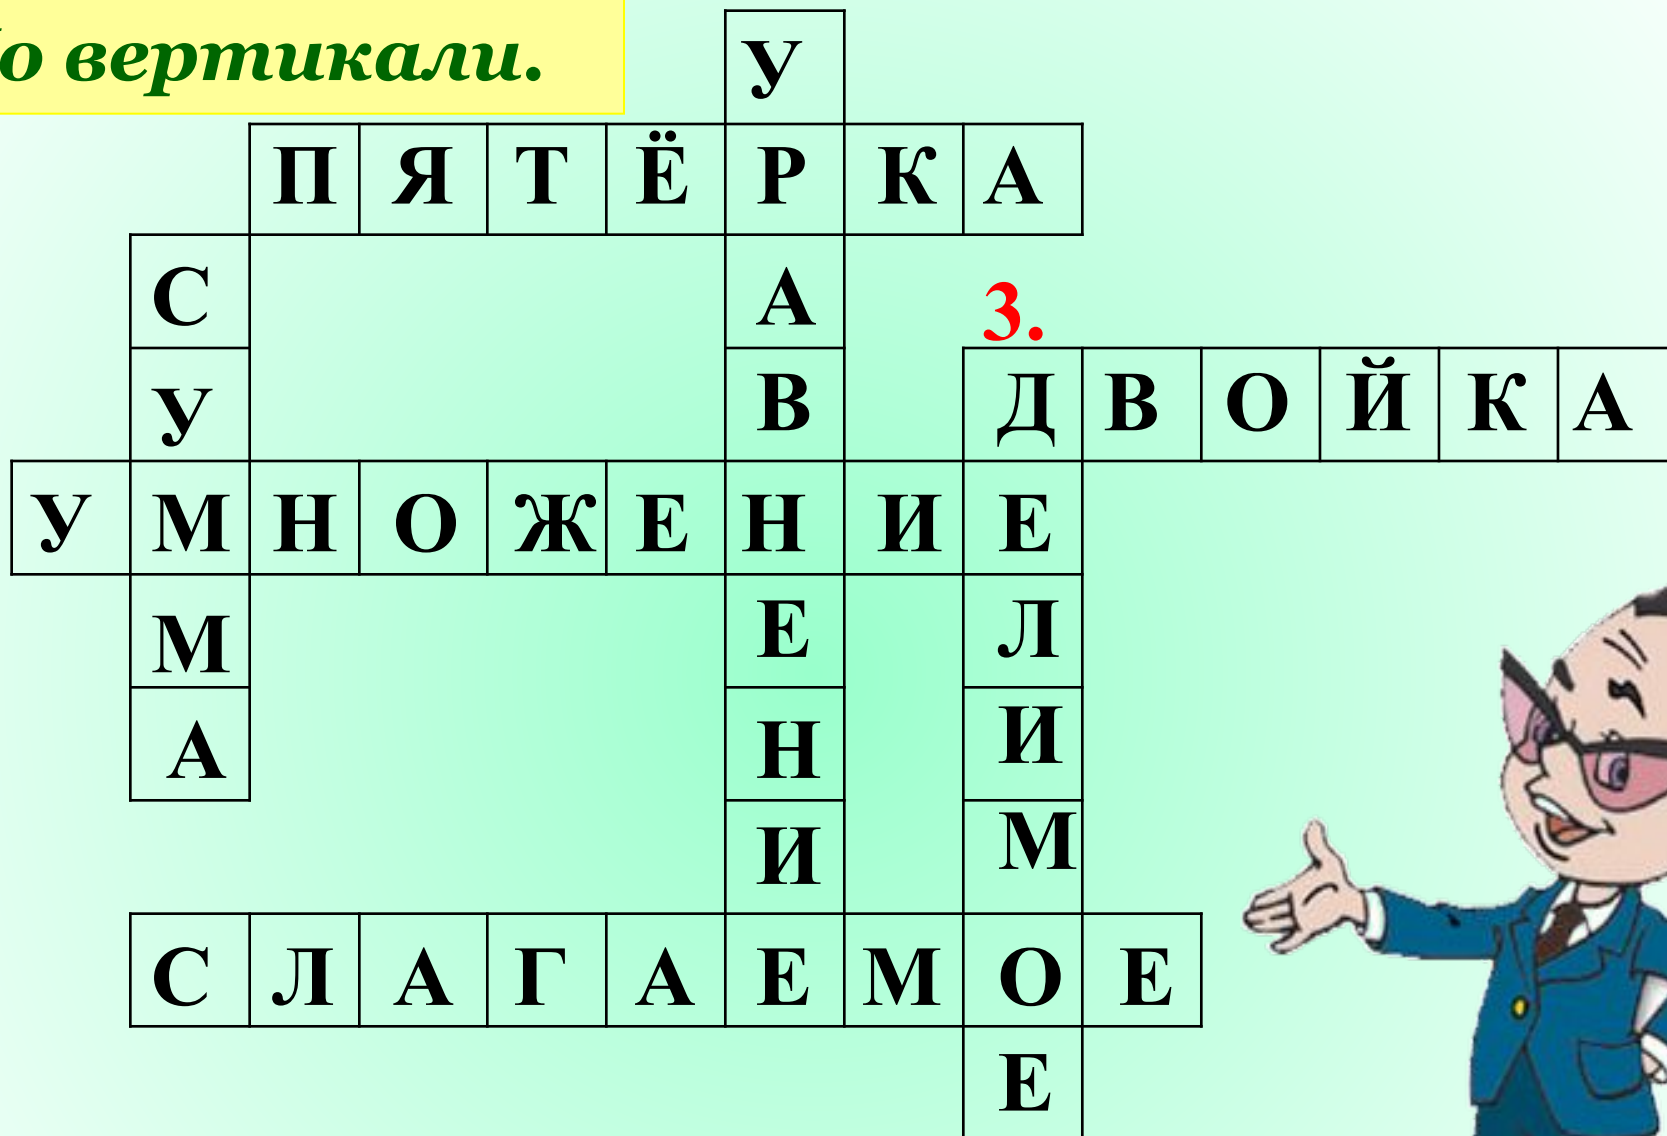 о вертикали.
У
ПЯТЁРКА
С А 3.
У В ДВОЙКА
УМНОЖЕНИЕ
М Е Л
А Н И
И М
СЛАГАЕМОЕ
Е